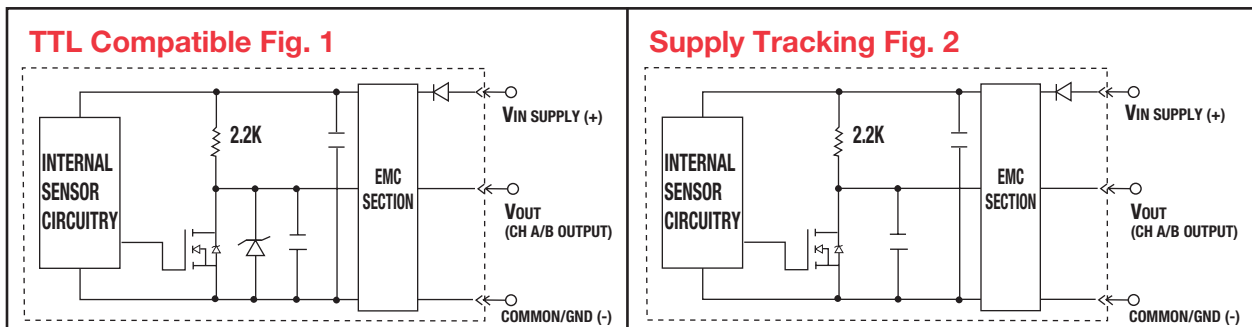 TTL Compatible Fig. 1
2.2K
INTERNAL
SENSOR
CIRCUITRY
EMC
SECTION
VIN SUPPLY (+)
VOUT
(CH A/B OUTPUT)
COMMON/GND (-)
Supply Tracking Fig. 2
2.2K
INTERNAL
SENSOR
CIRCUITRY
EMC
SECTION
VIN SUPPLY (+)
VOUT
(CH A/B OUTPUT)
COMMON/GND (-)